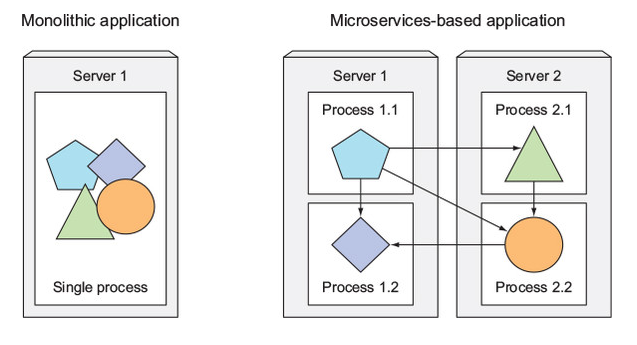 Monolithic application
Server 1
Single process
Microservices-based application
Server 1
Process 1.1
Process 1.2
Server 2
Process 2.1
Process 2.2